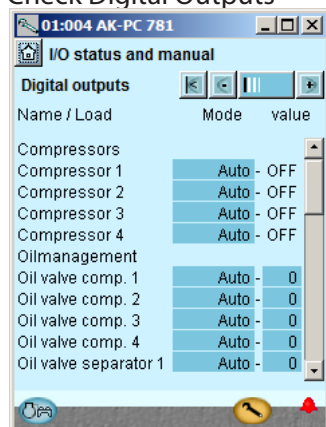 Check Digital Outputs
01:004 AK-PC 781
I/O status and manual
Digital outputs
Name / Load Mode value
Compressors
Compressor 1 Auto - OFF
Compressor 2 Auto - OFF
Compressor 3 Auto - OFF
Compressor 4 Auto - OFF
Oilmanagement
Oil valve comp. 1 Auto - 0
Oil valve comp. 2 Auto - 0
Oil valve comp. 3 Auto - 0
Oil valve comp. 4 Auto - 0
Oil valve separator 1 Auto - 0